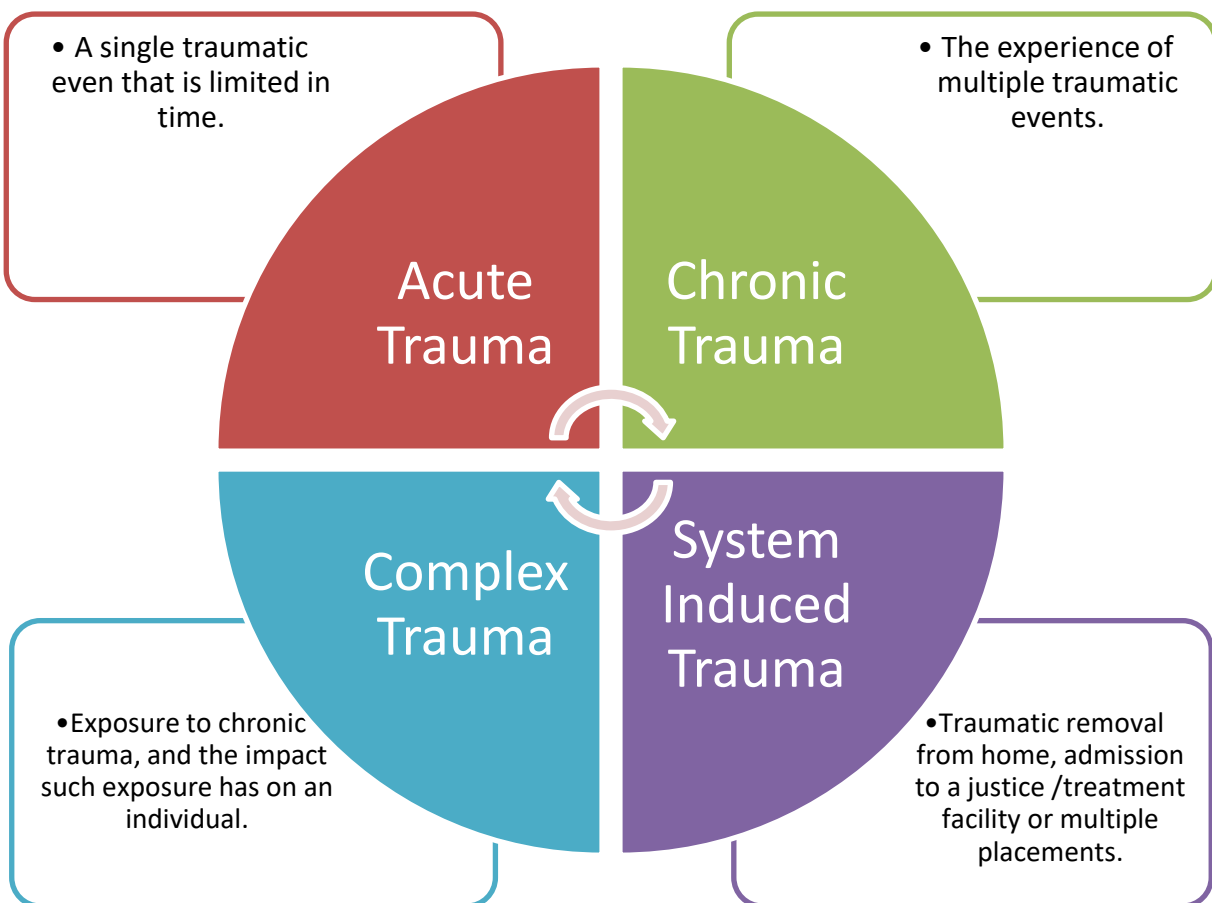 • A single traumatic
even that is limited in
time.
• The experience of
multiple traumatic
events.
Acute
Trauma
Chronic
Trauma
Complex
Trauma
System
Induced
Trauma
•Exposure to chronic
trauma, and the impact
such exposure has on an
individual.
•Traumatic removal
from home, admission
to a justice /treatment
facility or multiple
placements.